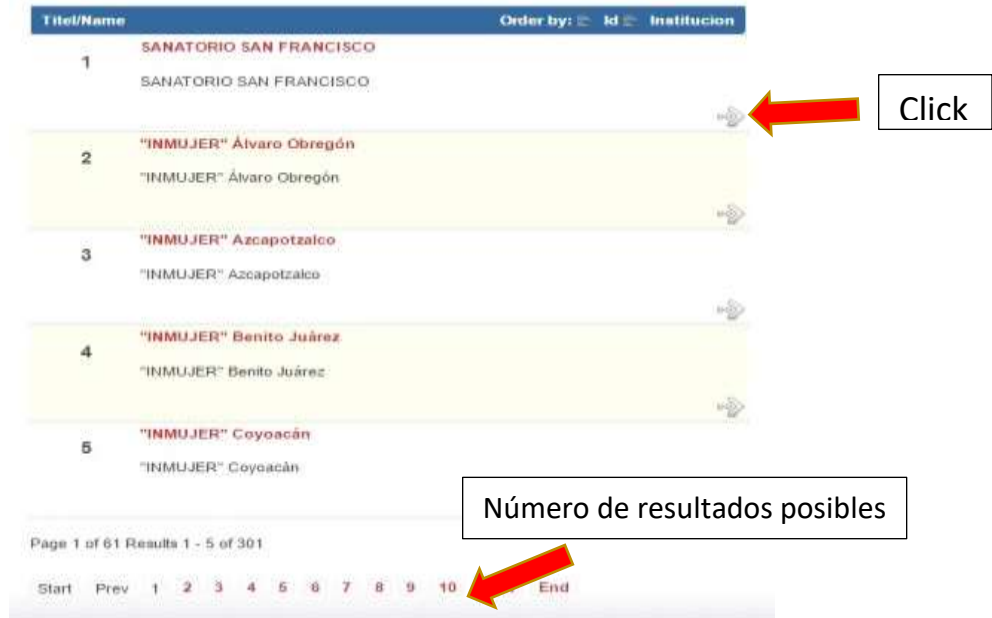 Titel/Name Order by: Id Institucion
1
SANATORIO SAN FRANCISCO
SANATORIO SAN FRANCISCO
Click
2
"INMUJER" Álvaro Obregón
"INMUJER" Álvaro Obregón
3
"INMUJER" Azcapotzalco
"INMUJER" Azcapotzalco
4
"INMUJER" Benito Juárez
"INMUJER" Benito Juárez
5
"INMUJER" Coyoacán
"INMUJER" Coyoacán
Número de resultados posibles
Page 1 of 61 Results 1 - 5 of 301
Start Prev 1 2 3 4 5 6 7 8 9 10 End